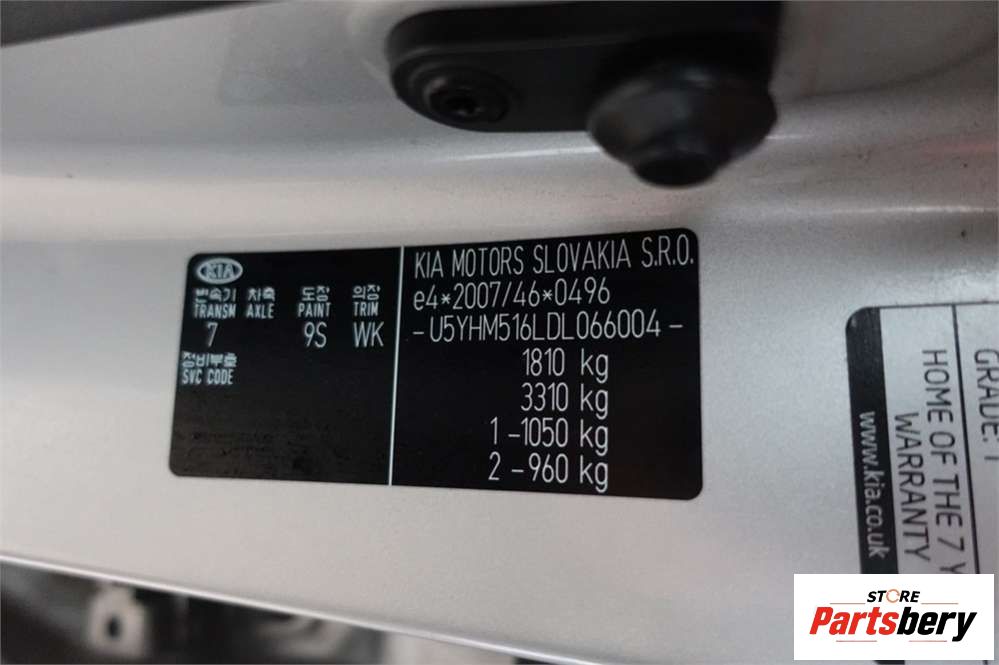 KIA
변속기 차축 도장 의장
TRANSM AXLE PAINT TRIM
7 9S WK
정비부호
SVC CODE
KIA MOTORS SLOVAKIA S.R.O.
e4*2007/46*0496
-U5YHM516LDL066004-
1810 kg
3310 kg
1 -1050 kg
2 -960 kg
GRADE: 1
HOME OF THE 7 Y
WARRANTY
www.kia.co.uk
STORE
Partsbery